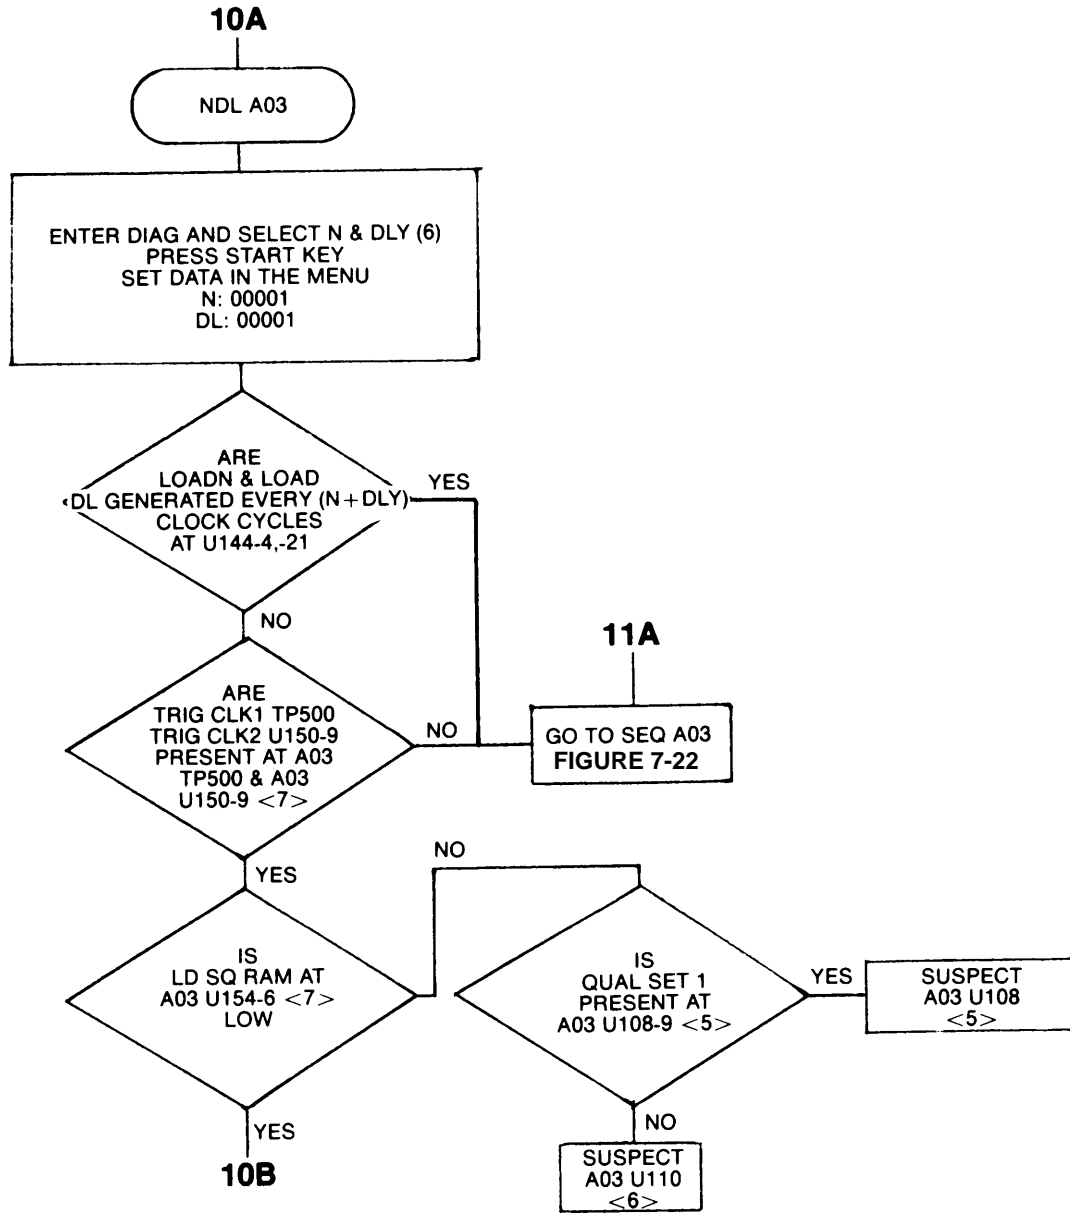 10A
NDL A03
ENTER DIAG AND SELECT N & DLY (6)
PRESS START KEY
SET DATA IN THE MENU
N: 00001
DL: 00001
ARE
LOADN & LOAD
DL GENERATED EVERY (N+DLY)
CLOCK CYCLES
AT U144-4,-21
YES
NO
ARE
TRIG CLK1 TP500
TRIG CLK2 U150-9
PRESENT AT A03
TP500 & A03
U150-9 <7>
NO
11A
GO TO SEQ A03
FIGURE 7-22
YES
IS
LD SQ RAM AT
A03 U154-6 <7>
LOW
NO
IS
QUAL SET 1
PRESENT AT
A03 U108-9 <5>
YES
SUSPECT
A03 U108
<5>
YES
10B
NO
SUSPECT
A03 U110
<6>